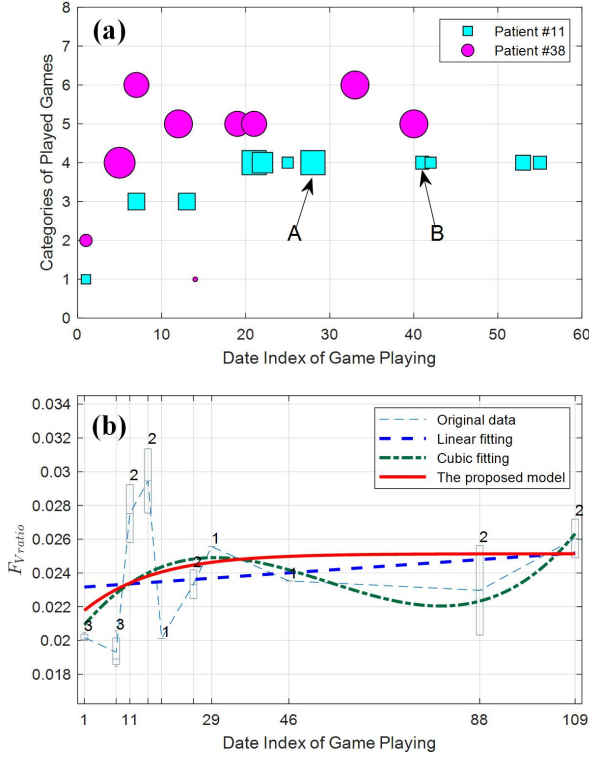 (a)
Patient #11
Patient #38
Categories of Played Games
8
7
6
5
4
3
2
1
0
A
B
0 10 20 30 40 50 60
Date Index of Game Playing
(b)
Original data
Linear fitting
Cubic fitting
The proposed model
F_Vratio
0.034
0.032
0.03
0.028
0.026
0.024
0.022
0.02
0.018
3 3 2 2 1 2 1 1 2 2
1 11 29 46 88 109
Date Index of Game Playing